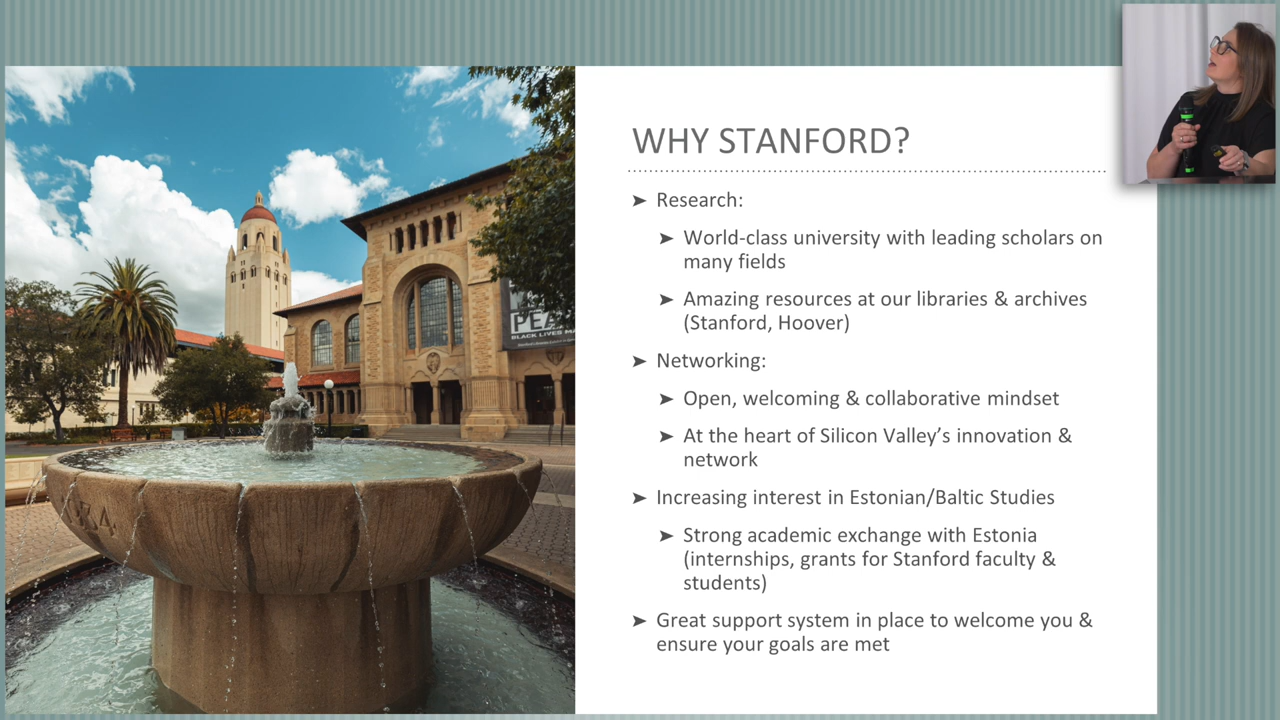 WHY STANFORD?
➤ Research:
➤ World-class university with leading scholars on
many fields
➤ Amazing resources at our libraries & archives
(Stanford, Hoover)
➤ Networking:
➤ Open, welcoming & collaborative mindset
➤ At the heart of Silicon Valley's innovation &
network
➤ Increasing interest in Estonian/Baltic Studies
➤ Strong academic exchange with Estonia
(internships, grants for Stanford faculty &
students)
➤ Great support system in place to welcome you &
ensure your goals are met
BLACK LIVES